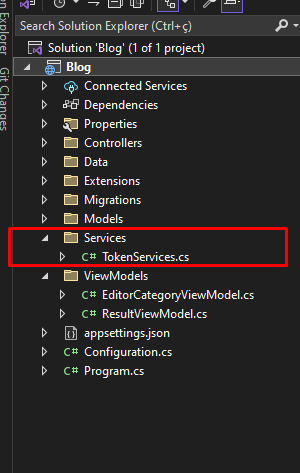 Search Solution Explorer (Ctrl+ç)
Solution 'Blog' (1 of 1 project)
Blog
Connected Services
Dependencies
Properties
Controllers
Data
Extensions
Migrations
Models
Services
C# TokenServices.cs
ViewModels
C# EditorCategoryViewModel.cs
C# ResultViewModel.cs
appsettings.json
C# Configuration.cs
C# Program.cs
Explorer
Git Changes